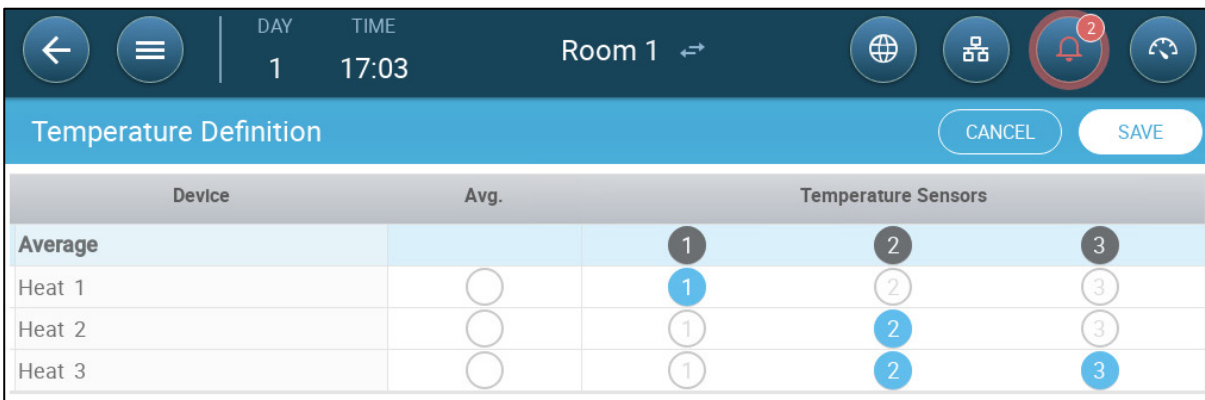 DAY TIME
1 17:03 Room 1 2
Temperature Definition CANCEL SAVE
Device Avg. Temperature Sensors
Average 1 2 3
Heat 1 1 2 3
Heat 2 1 2 3
Heat 3 1 2 3